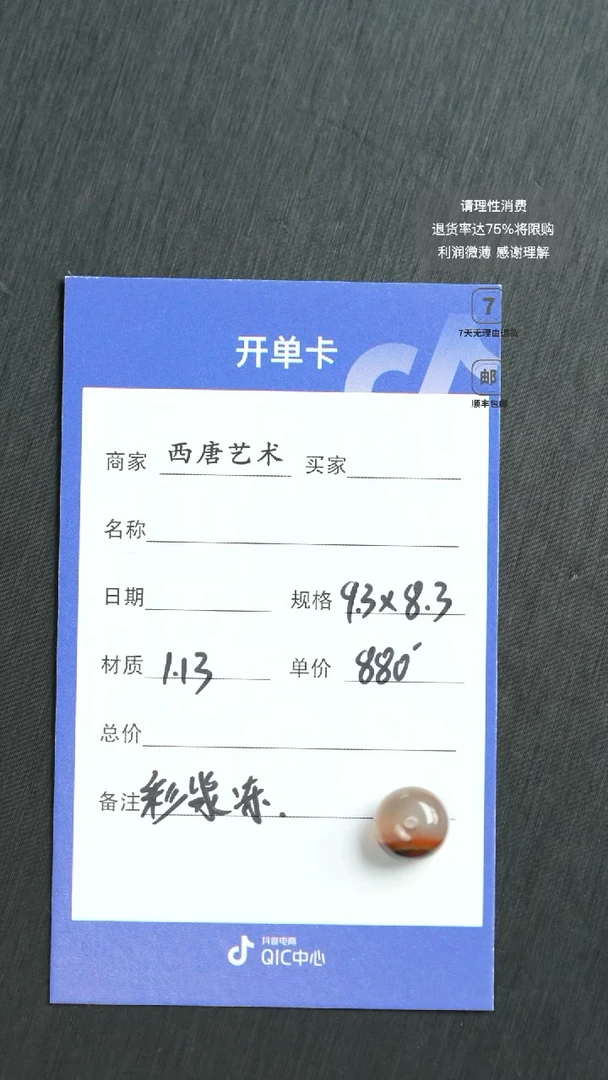 请理性消费
退货率达75%将限购
利润微薄 感谢理解
7
7天无理由退货
邮
顺丰包邮
开单卡
商家 西唐艺术 买家
名称
日期 规格 9.3×8.3
材质 1.13 单价 880
总价
备注 彩柴冻.
抖音电商
QIC中心